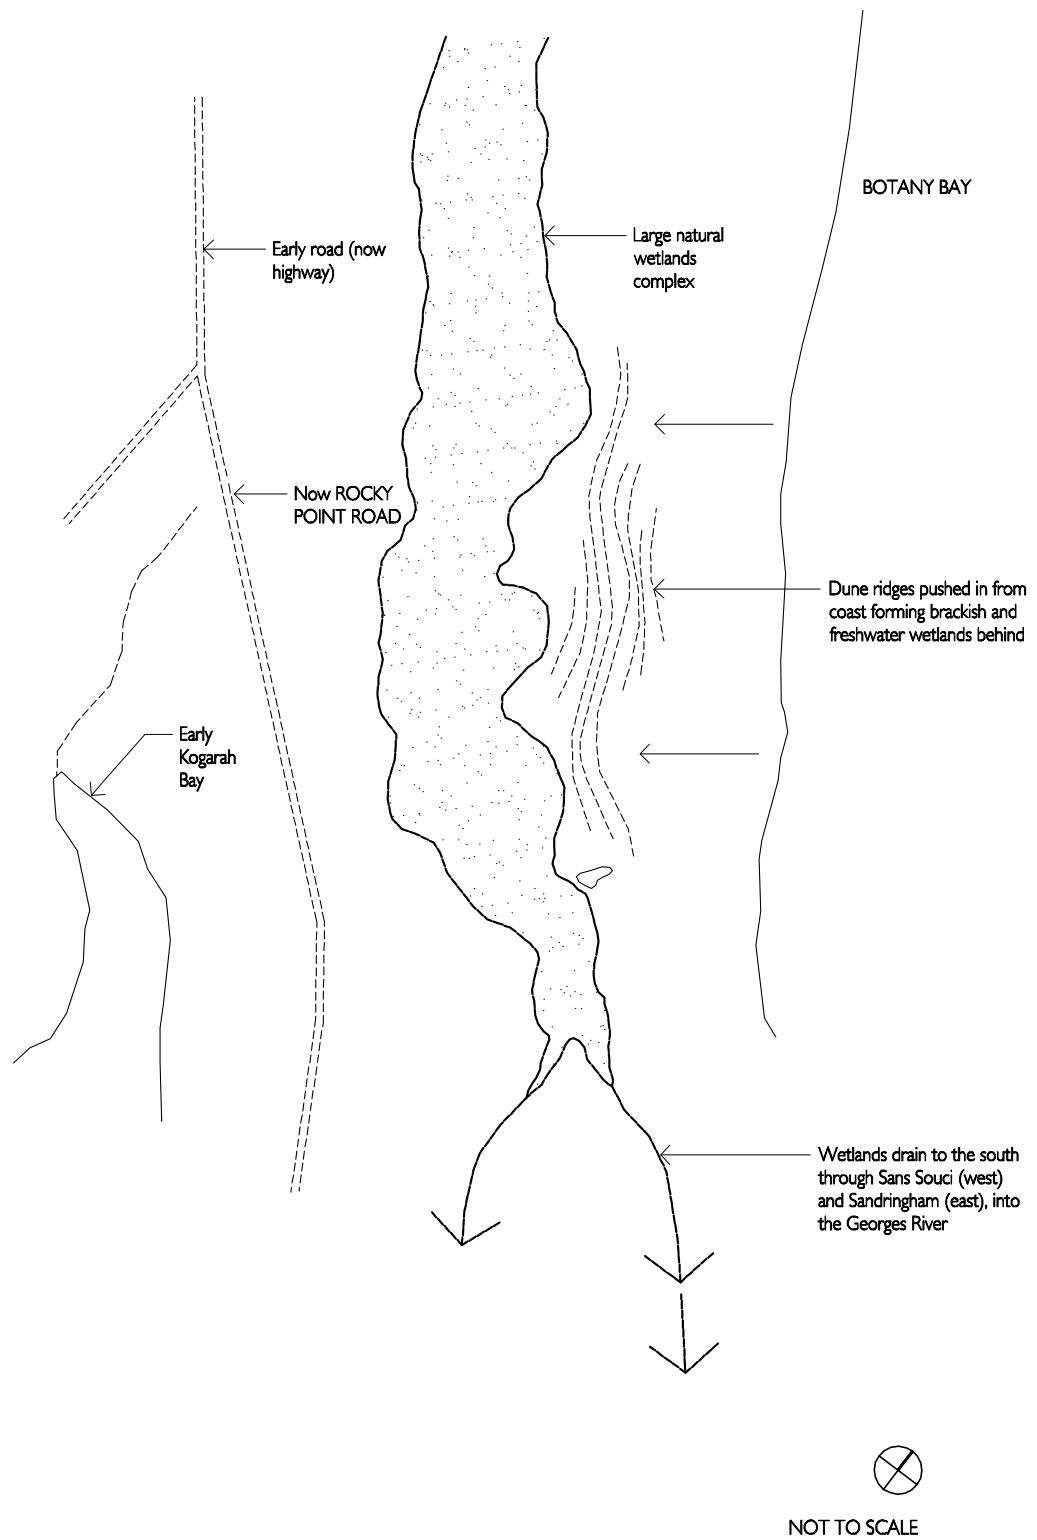 BOTANY BAY
Early road (now
highway)
Large natural
wetlands
complex
Now ROCKY
POINT ROAD
Dune ridges pushed in from
coast forming brackish and
freshwater wetlands behind
Early
Kogarah
Bay
Wetlands drain to the south
through Sans Souci (west)
and Sandringham (east), into
the Georges River
NOT TO SCALE